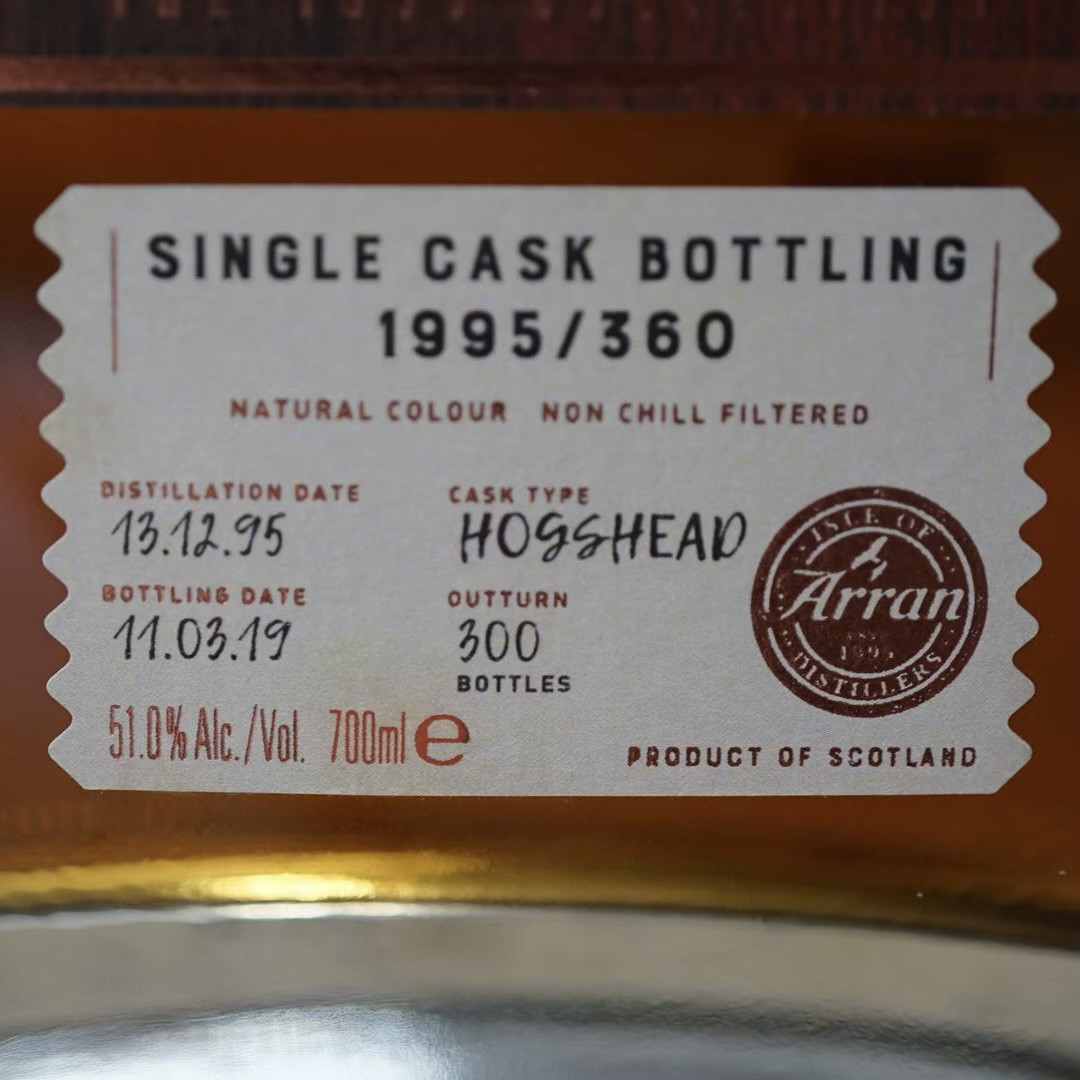 SINGLE CASK BOTTLING
1995/360
NATURAL COLOUR NON CHILL FILTERED
DISTILLATION DATE
13.12.95
CASK TYPE
HOGSHEAD
BOTTLING DATE
11.03.19
OUTTURN
300
BOTTLES
ISLE OF
Arran
1995
DISTILLERS
51.0% Alc./Vol. 700ml e
PRODUCT OF SCOTLAND